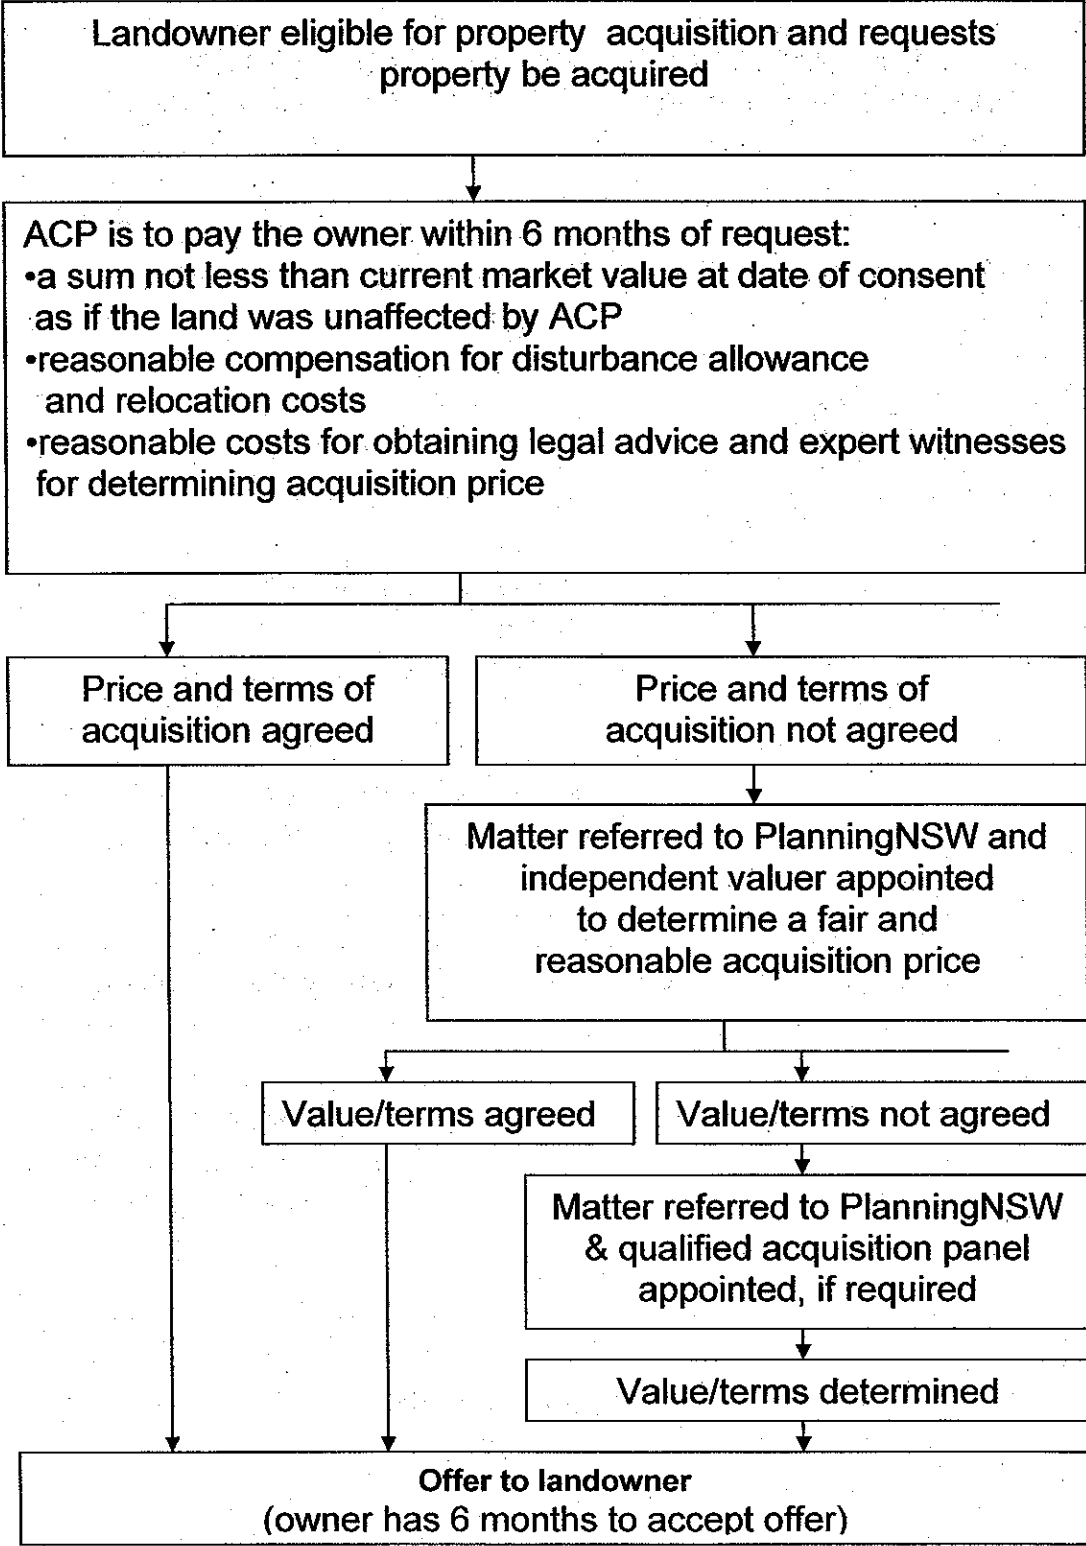 Landowner eligible for property acquisition and requests
property be acquired
ACP is to pay the owner within 6 months of request:
•a sum not less than current market value at date of consent
as if the land was unaffected by ACP
•reasonable compensation for disturbance allowance
and relocation costs
•reasonable costs for obtaining legal advice and expert witnesses
for determining acquisition price
Price and terms of
acquisition agreed
Price and terms of
acquisition not agreed
Matter referred to PlanningNSW and
independent valuer appointed
to determine a fair and
reasonable acquisition price
Value/terms agreed
Value/terms not agreed
Matter referred to PlanningNSW
& qualified acquisition panel
appointed, if required
Value/terms determined
Offer to landowner
(owner has 6 months to accept offer)